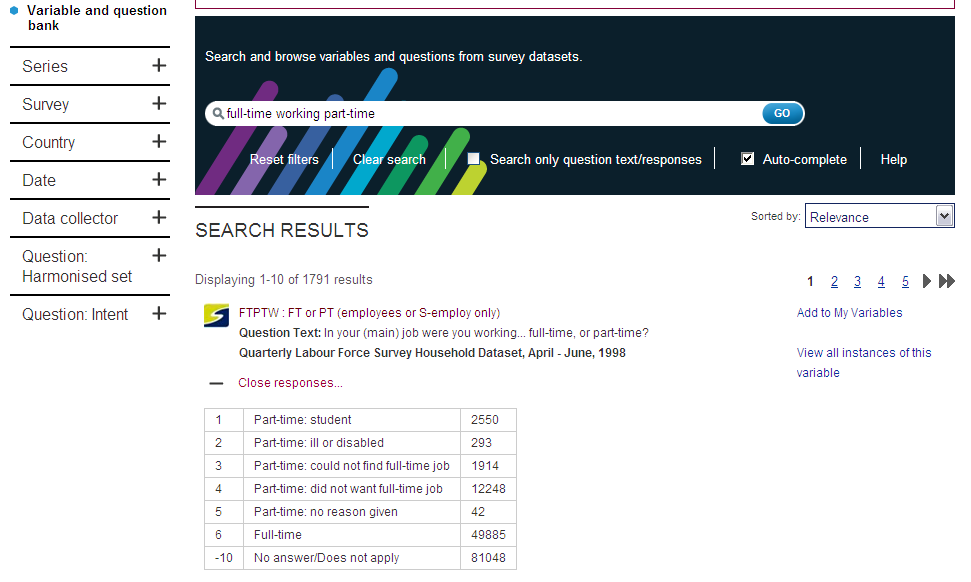 Variable and question
bank
Series +
Survey +
Country +
Date +
Data collector +
Question: +
Harmonised set
Question: Intent +
Search and browse variables and questions from survey datasets.
full-time working part-time GO
Reset filters Clear search Search only question text/responses Auto-complete Help
Sorted by: Relevance
SEARCH RESULTS
Displaying 1-10 of 1791 results 1 2 3 4 5
FTPTW : FT or PT (employees or S-employ only) Add to My Variables
Question Text: In your (main) job were you working... full-time, or part-time?
Quarterly Labour Force Survey Household Dataset, April - June, 1998 View all instances of this
variable
Close responses...
1 Part-time: student 2550
2 Part-time: ill or disabled 293
3 Part-time: could not find full-time job 1914
4 Part-time: did not want full-time job 12248
5 Part-time: no reason given 42
6 Full-time 49885
-10 No answer/Does not apply 81048